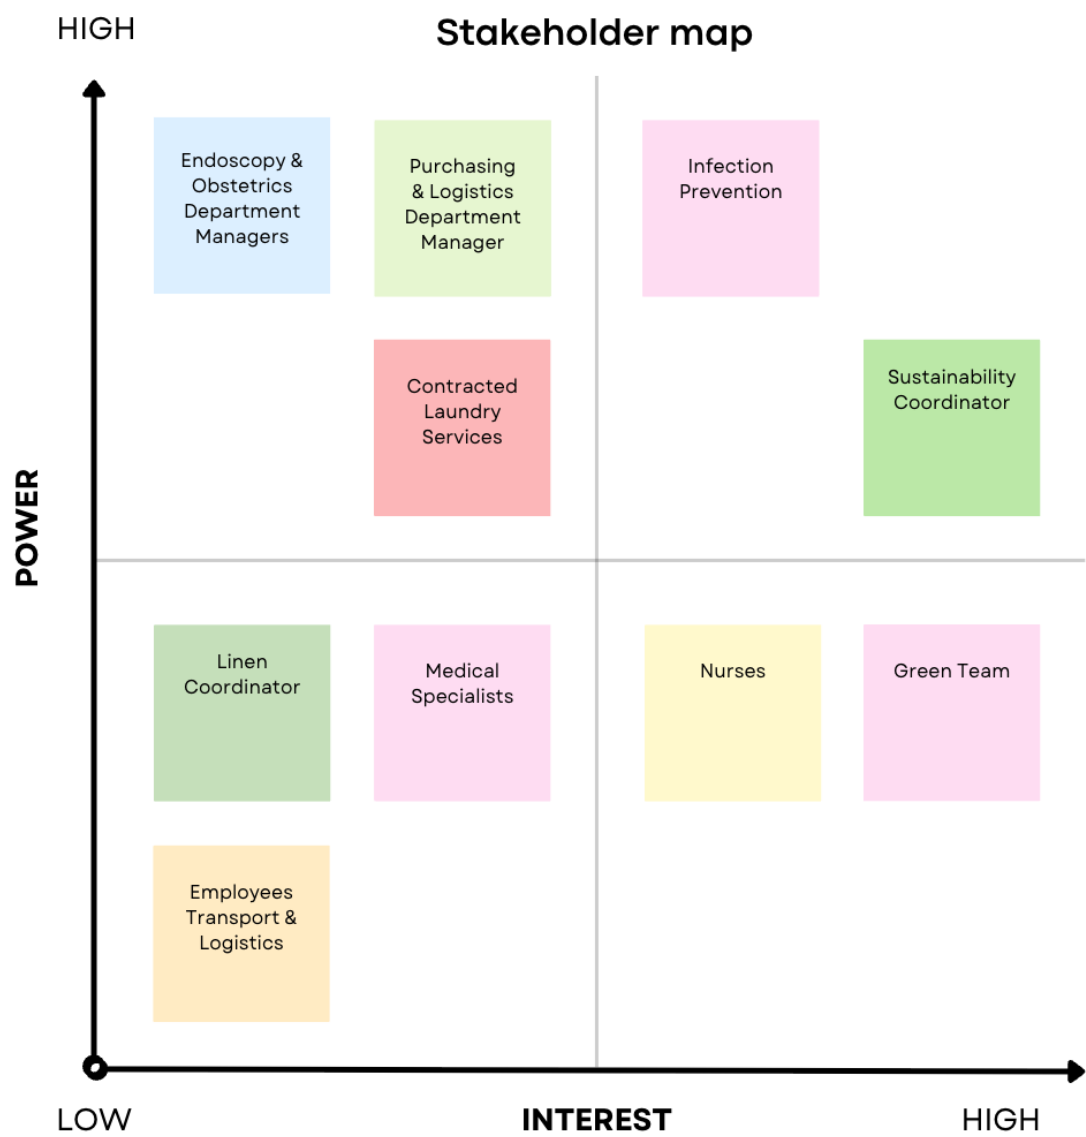 HIGH
Stakeholder map
Endoscopy &
Obstetrics
Department
Managers
Purchasing
& Logistics
Department
Manager
Infection
Prevention
Contracted
Laundry
Services
Sustainability
Coordinator
POWER
Linen
Coordinator
Medical
Specialists
Nurses
Green Team
Employees
Transport &
Logistics
LOW
INTEREST
HIGH